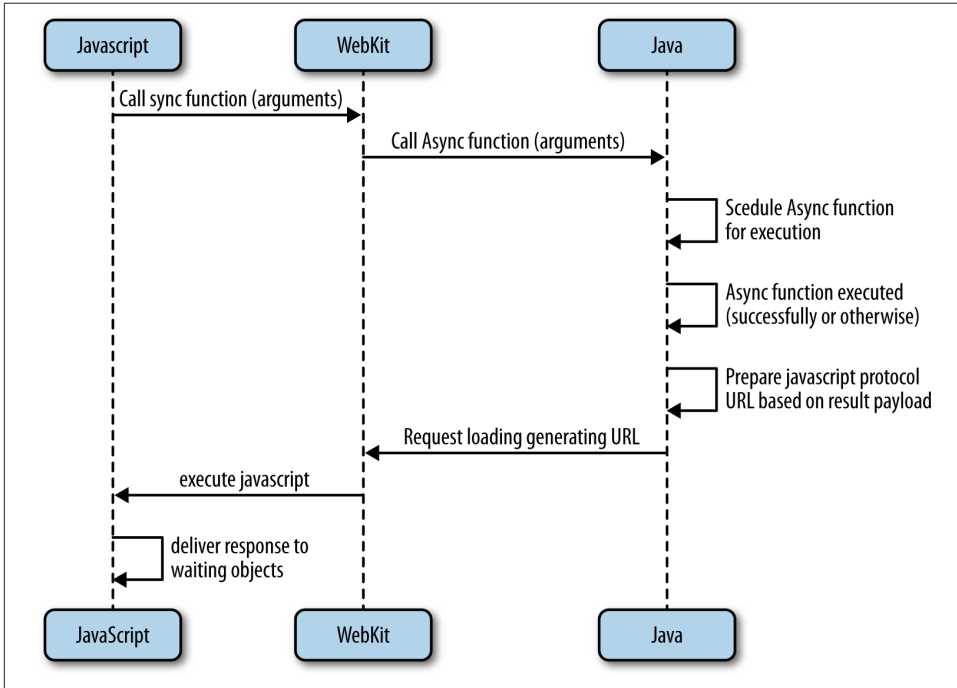 Javascript
WebKit
Java
Call sync function (arguments)
Call Async function (arguments)
Scedule Async function
for execution
Async function executed
(successfully or otherwise)
Prepare javascript protocol
URL based on result payload
Request loading generating URL
execute javascript
deliver response to
waiting objects
JavaScript
WebKit
Java